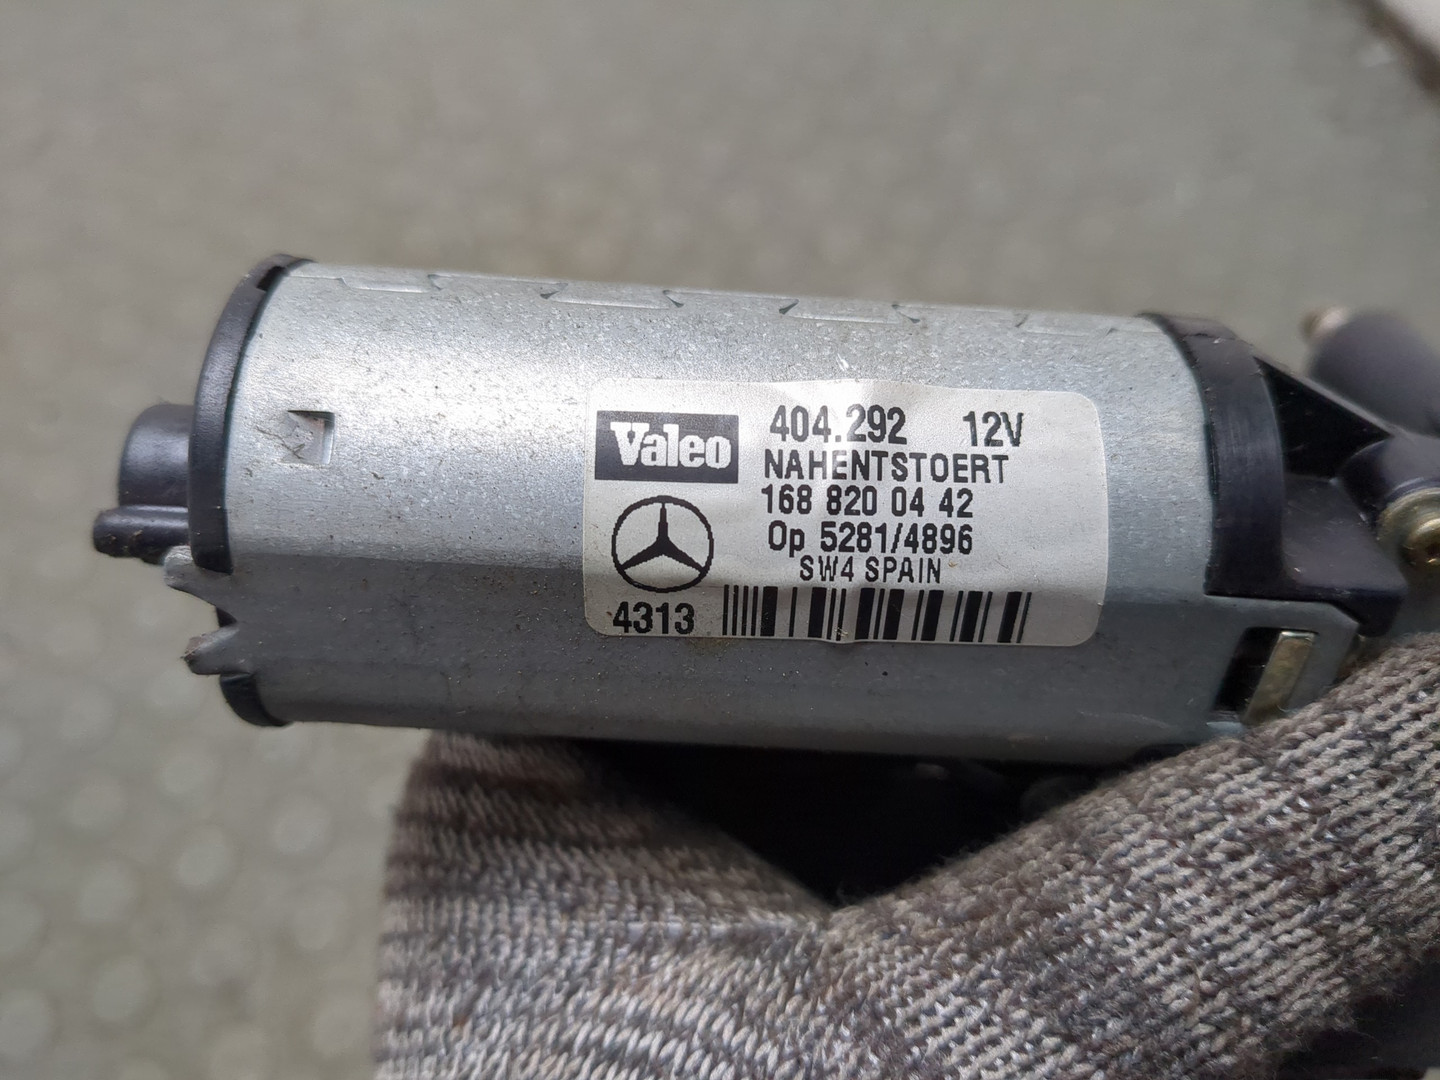 Valeo 404.292 12V
NAHENTSTOERT
168 820 04 42
Op 5281/4896
SW4 SPAIN
4313